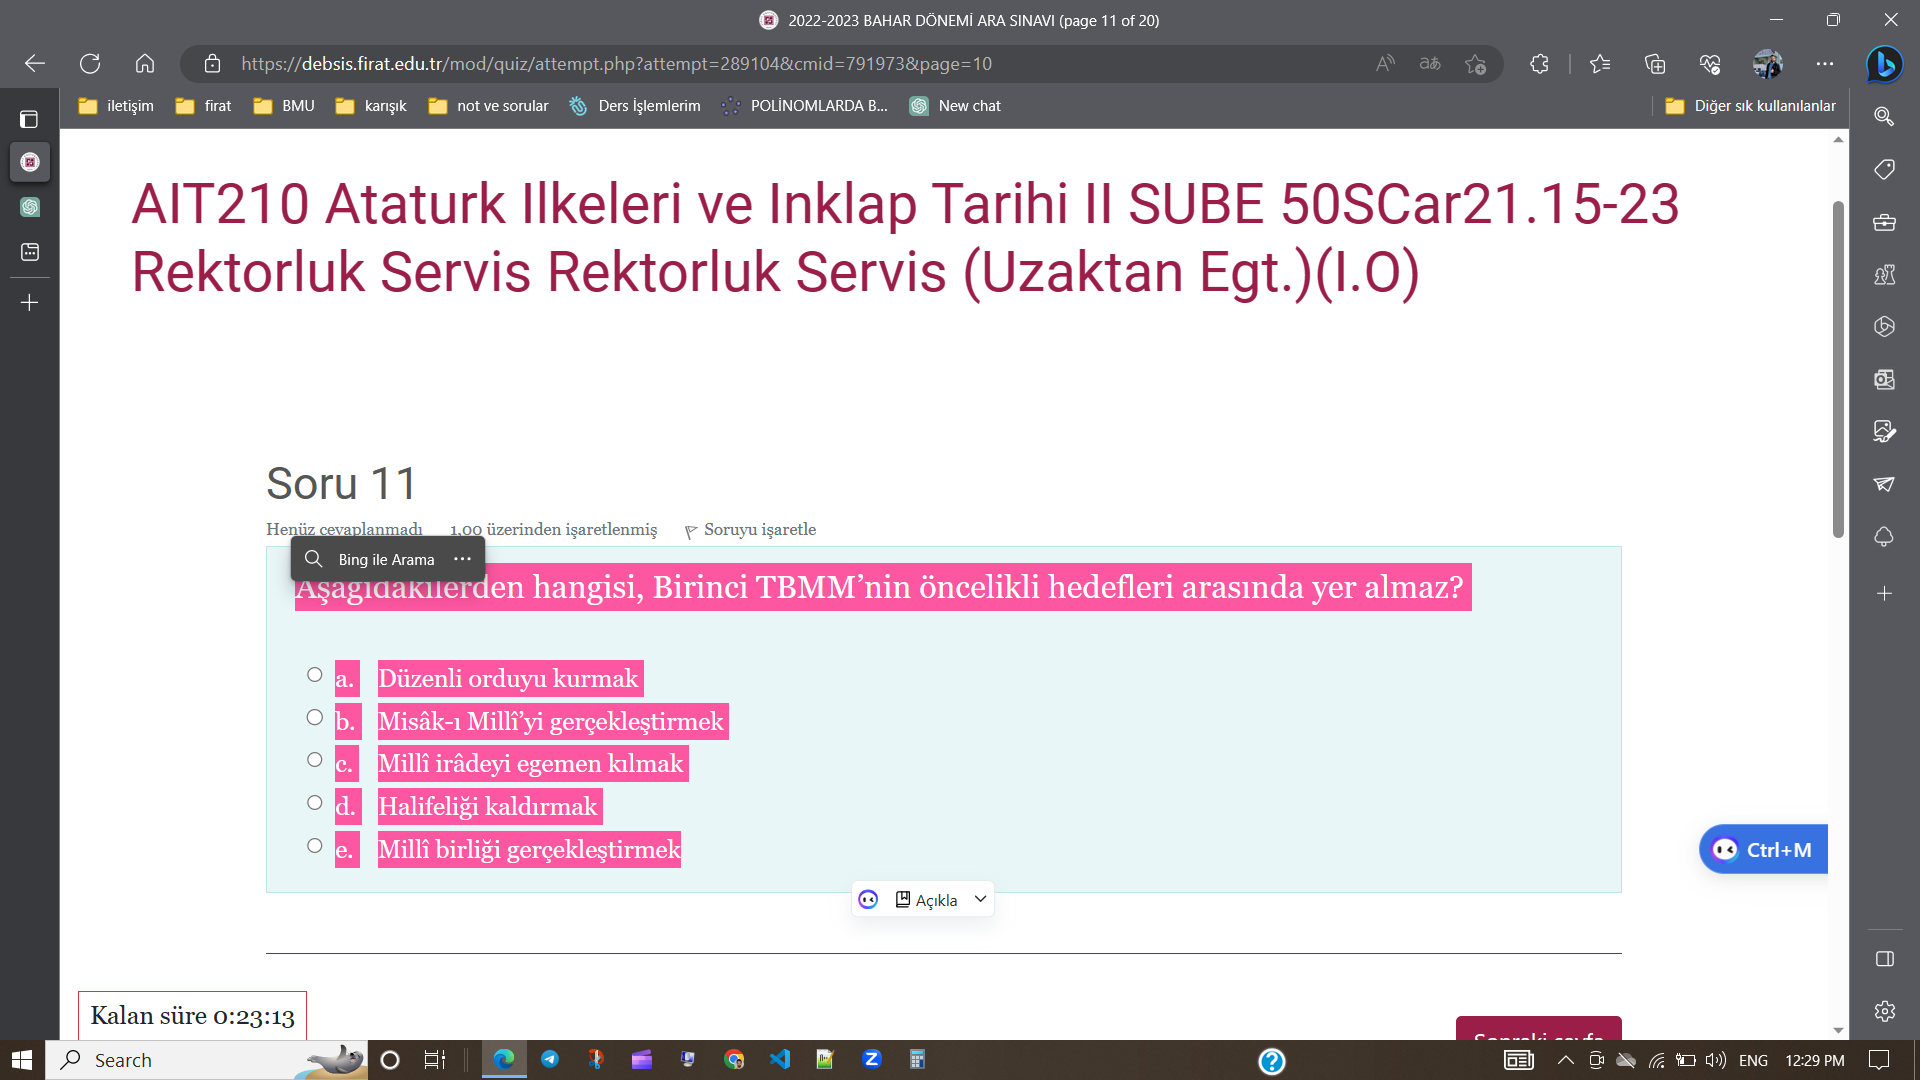 2022-2023 BAHAR DÖNEMİ ARA SINAVI (page 11 of 20)
https://debsis.firat.edu.tr/mod/quiz/attempt.php?attempt=289104&cmid=791973&page=10
iletişim firat BMU karışık not ve sorular Ders İşlemlerim POLİNOMLARDA B... New chat Diğer sık kullanılanlar
AIT210 Ataturk Ilkeleri ve Inklap Tarihi II SUBE 50SCar21.15-23
Rektorluk Servis Rektorluk Servis (Uzaktan Egt.)(I.O)
Soru 11
Henüz cevaplanmadı 1,00 üzerinden işaretlenmiş Soruyu işaretle
Bing ile Arama ...
Aşağıdakilerden hangisi, Birinci TBMM’nin öncelikli hedefleri arasında yer almaz?
a. Düzenli orduyu kurmak
b. Misâk-ı Millî’yi gerçekleştirmek
c. Millî irâdeyi egemen kılmak
d. Halifeliği kaldırmak
e. Millî birliği gerçekleştirmek
Ctrl+M
Açıkla
Kalan süre 0:23:13
Sonraki sayfa
Search
ENG 12:29 PM